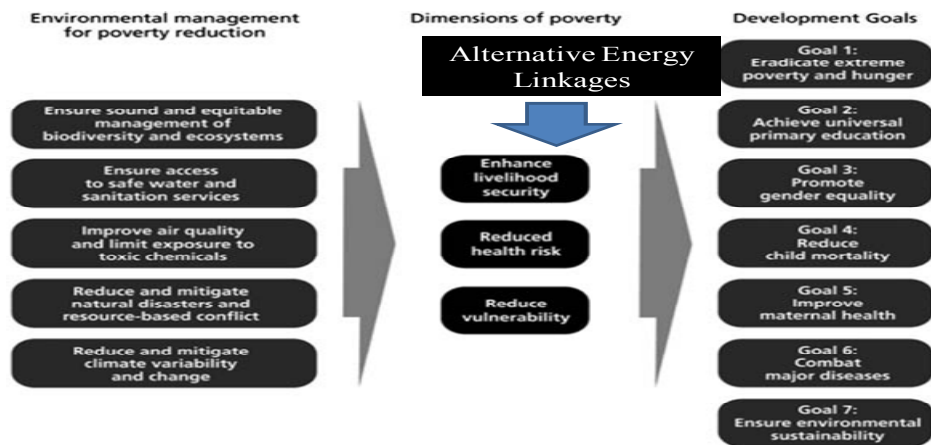 Environmental management
for poverty reduction
Ensure sound and equitable
management of
biodiversity and ecosystems
Ensure access
to safe water and
sanitation services
Improve air quality
and limit exposure to
toxic chemicals
Reduce and mitigate
natural disasters and
resource-based conflict
Reduce and mitigate
climate variability
and change
Dimensions of poverty
Alternative Energy
Linkages
Enhance
livelihood
security
Reduced
health risk
Reduce
vulnerability
Development Goals
Goal 1:
Eradicate extreme
poverty and hunger
Goal 2:
Achieve universal
primary education
Goal 3:
Promote
gender equality
Goal 4:
Reduce
child mortality
Goal 5:
Improve
maternal health
Goal 6:
Combat
major diseases
Goal 7:
Ensure environmental
sustainability